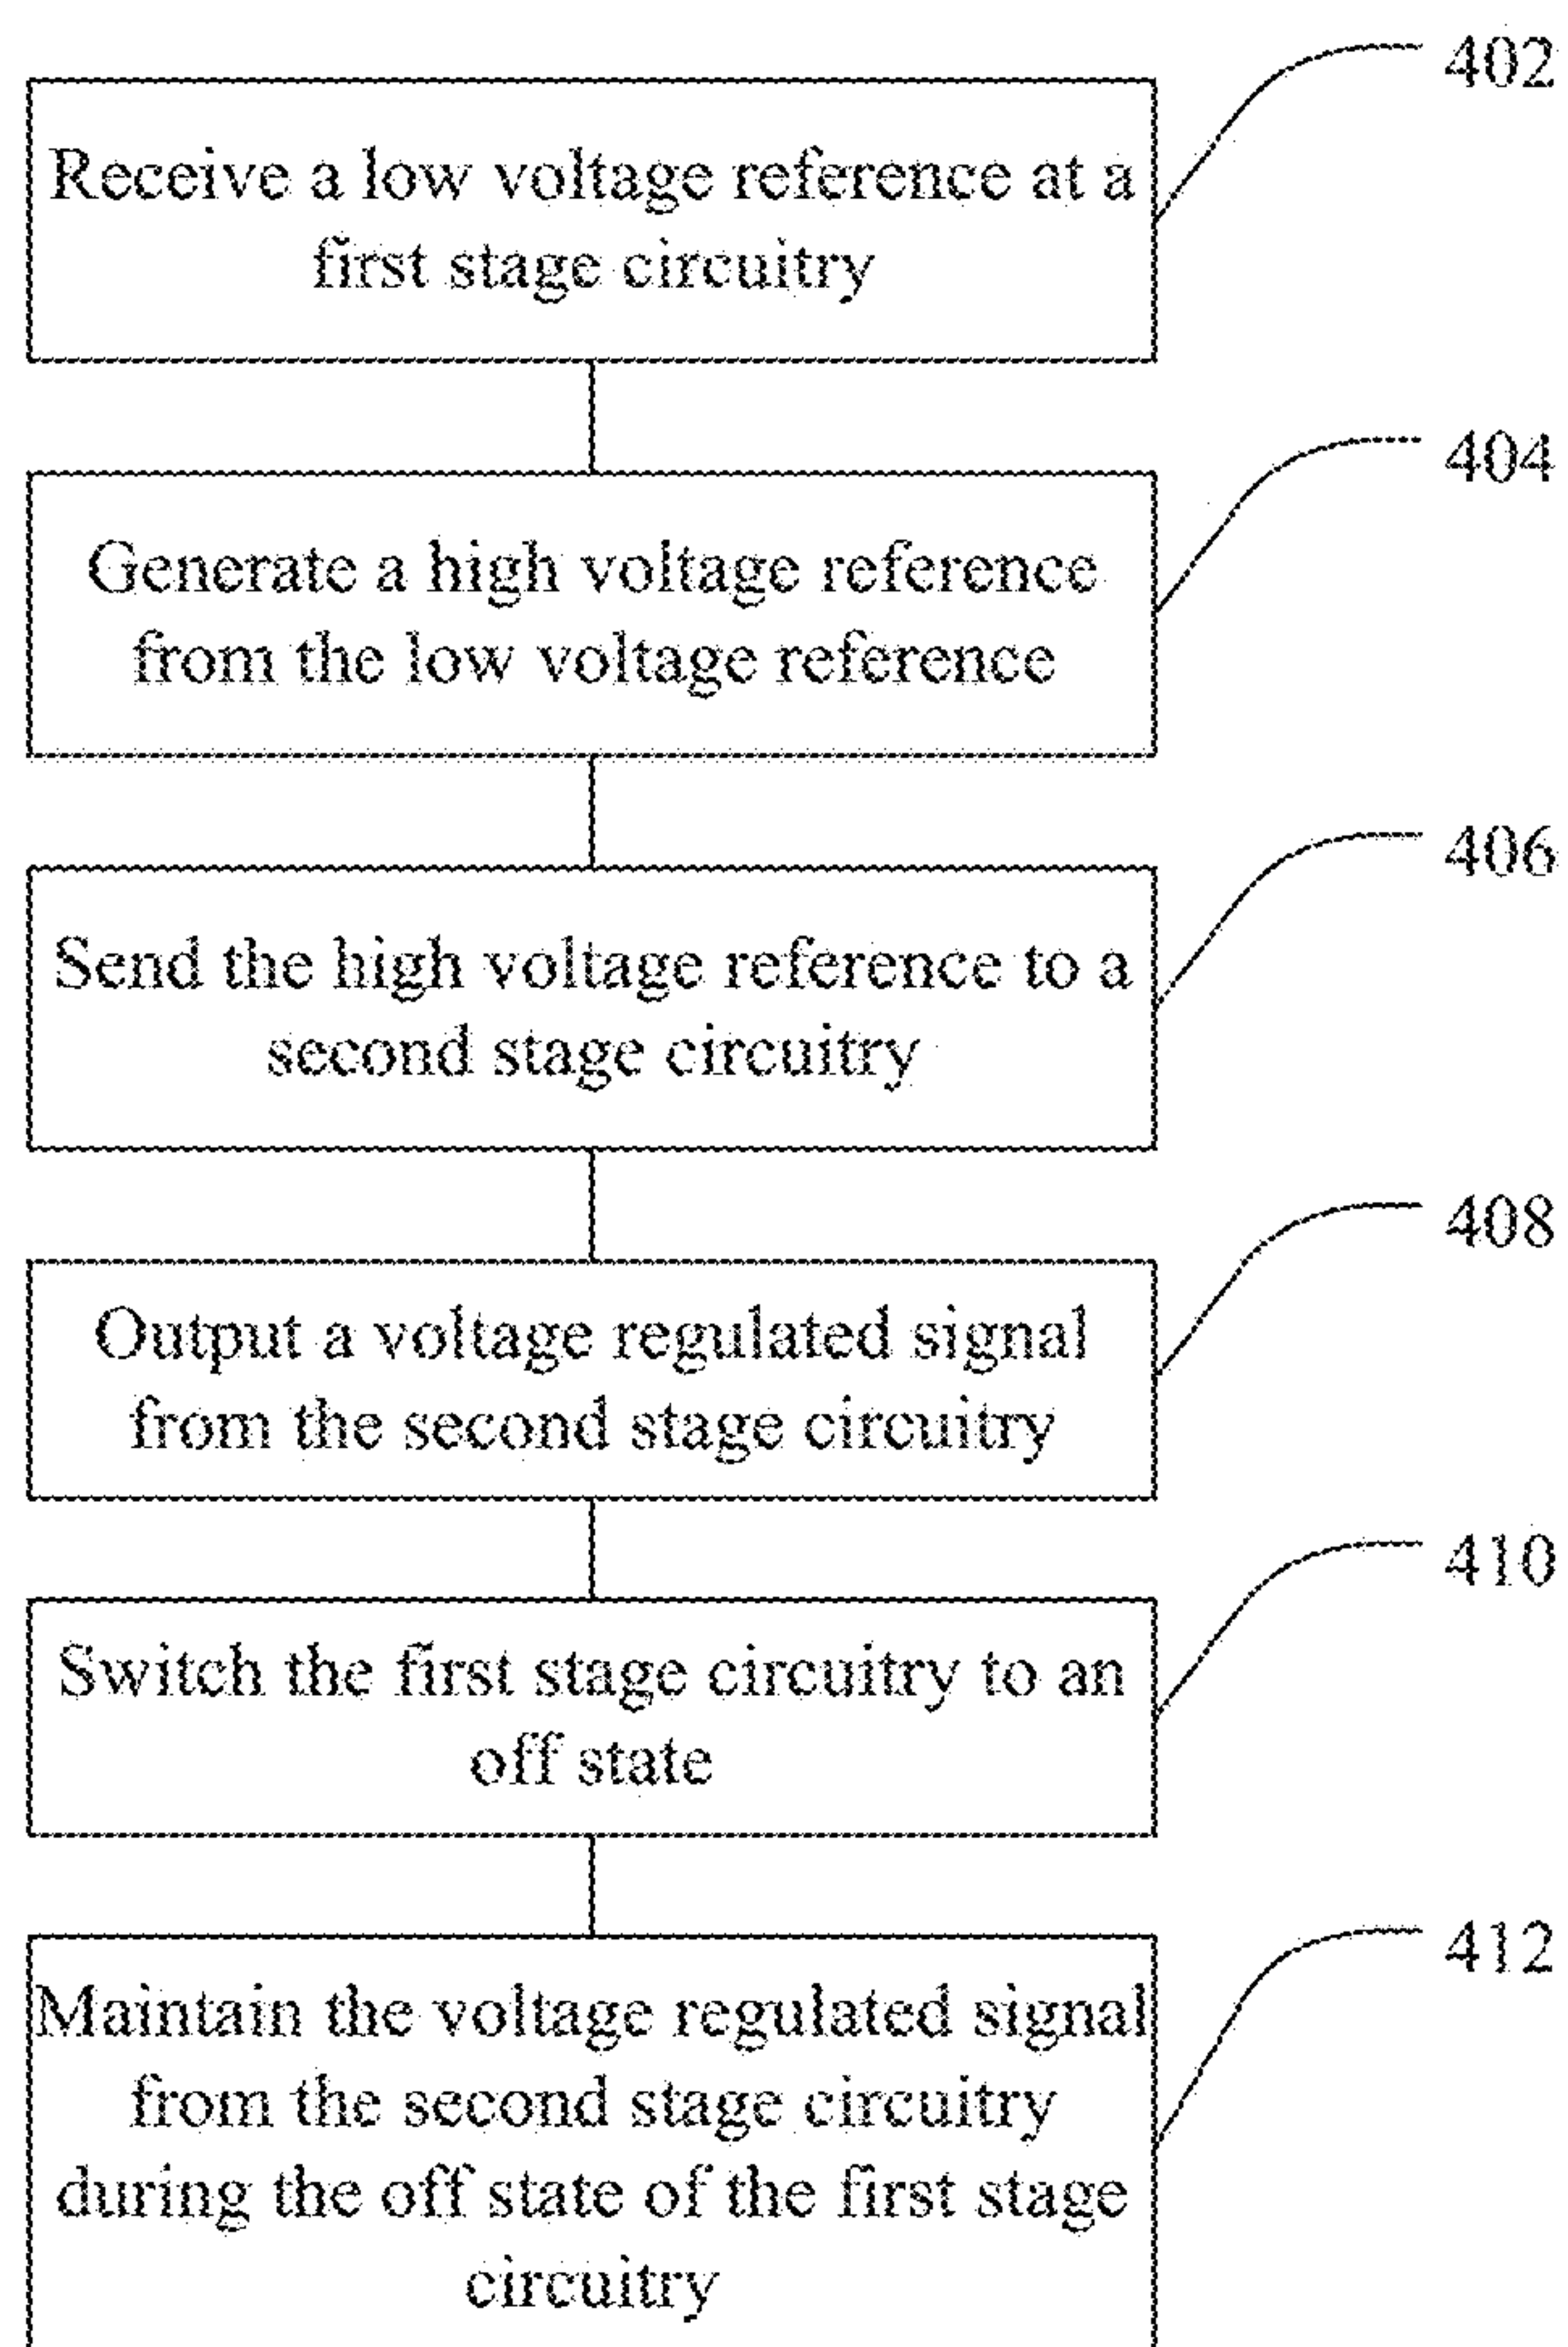 402
Receive a low voltage reference at a
first stage circuitry
404
Generate a high voltage reference
from the low voltage reference
406
Send the high voltage reference to a
second stage circuitry
408
Output a voltage regulated signal
from the second stage circuitry
410
Switch the first stage circuitry to an
off state
412
Maintain the voltage regulated signal
from the second stage circuitry
during the off state of the first stage
circuitry